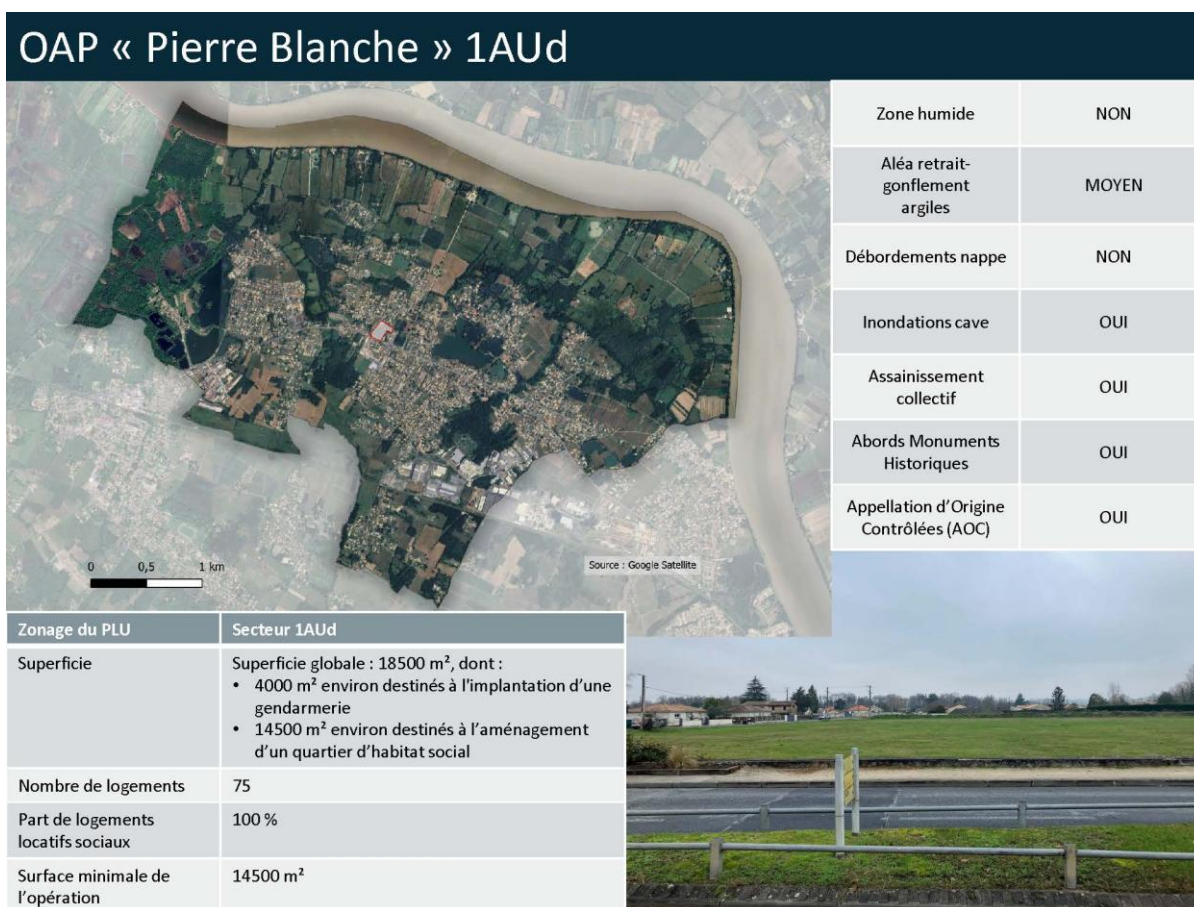 OAP « Pierre Blanche » 1AUd
Zone humide
NON
Aléa retrait-
gonflement
argiles
MOYEN
Débordements nappe
NON
Inondations cave
OUI
Assainissement
collectif
OUI
Abords Monuments
Historiques
OUI
Appellation d’Origine
Contrôlées (AOC)
OUI
0
0,5
1 km
Source : Google Satellite
Zonage du PLU
Secteur 1AUd
Superficie
Superficie globale : 18500 m², dont :
• 4000 m² environ destinés à l'implantation d’une
gendarmerie
• 14500 m² environ destinés à l’aménagement
d’un quartier d’habitat social
Nombre de logements
75
Part de logements
locatifs sociaux
100 %
Surface minimale de
l’opération
14500 m²